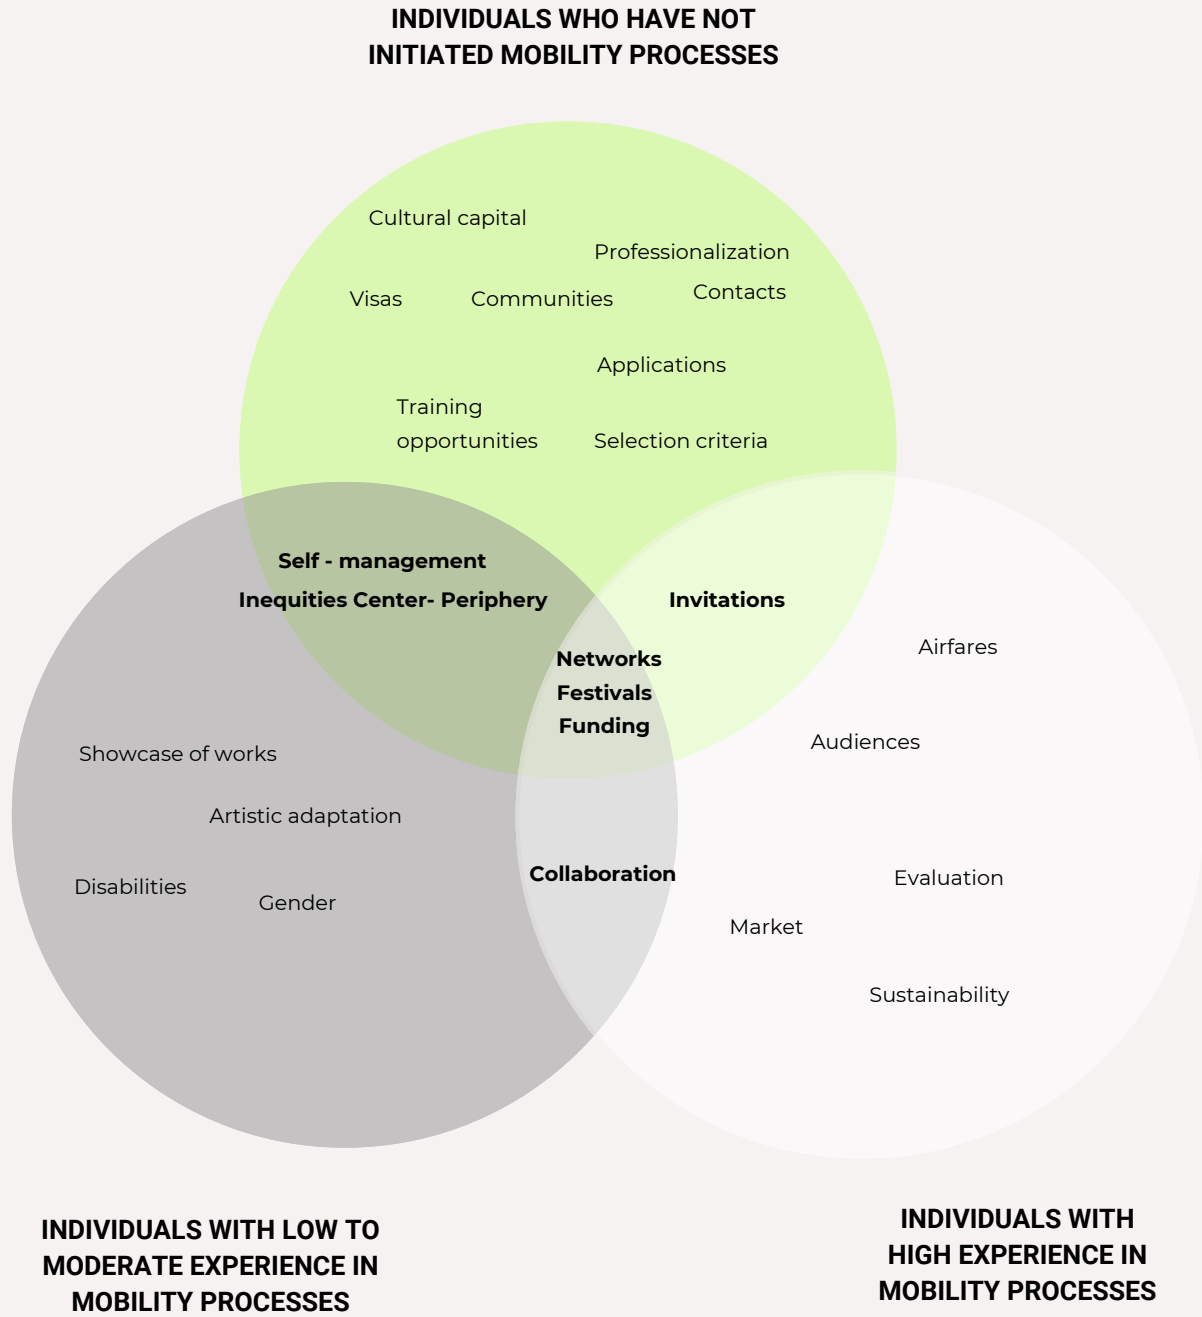 INDIVIDUALS WHO HAVE NOT
INITIATED MOBILITY PROCESSES
Cultural capital
Professionalization
Visas
Communities
Contacts
Applications
Training
opportunities
Selection criteria
Self - management
Inequities Center- Periphery
Invitations
Networks
Festivals
Funding
Airfares
Audiences
Showcase of works
Artistic adaptation
Disabilities
Gender
Collaboration
Evaluation
Market
Sustainability
INDIVIDUALS WITH LOW TO
MODERATE EXPERIENCE IN
MOBILITY PROCESSES
INDIVIDUALS WITH
HIGH EXPERIENCE IN
MOBILITY PROCESSES